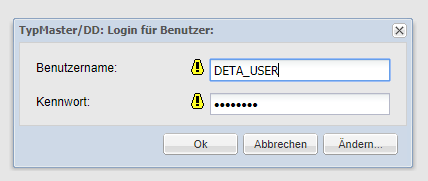 TypMaster/DD: Login für Benutzer:
Benutzername: DETA_USER
Kennwort: ••••••••
Ok Abbrechen Ändern...